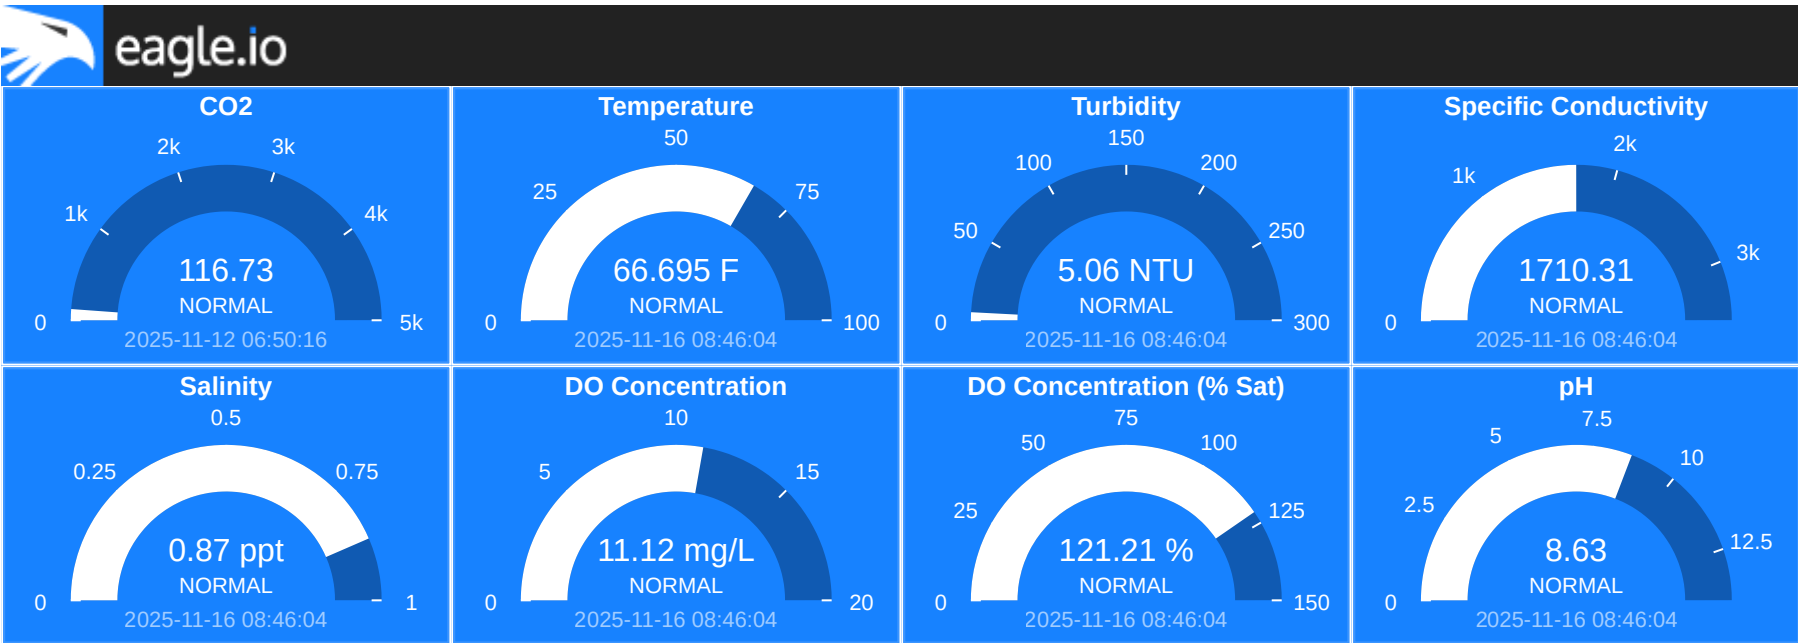 eagle.io
CO2
0
1k
2k
3k
4k
5k
116.73
NORMAL
2025-11-12 06:50:16
Temperature
0
25
50
75
100
66.695 F
NORMAL
2025-11-16 08:46:04
Turbidity
0
50
100
150
200
250
300
5.06 NTU
NORMAL
2025-11-16 08:46:04
Specific Conductivity
0
1k
2k
3k
1710.31
NORMAL
2025-11-16 08:46:04
Salinity
0
0.25
0.5
0.75
1
0.87 ppt
NORMAL
2025-11-16 08:46:04
DO Concentration
0
5
10
15
20
11.12 mg/L
NORMAL
2025-11-16 08:46:04
DO Concentration (% Sat)
0
25
50
75
100
125
150
121.21 %
NORMAL
2025-11-16 08:46:04
pH
0
2.5
5
7.5
10
12.5
8.63
NORMAL
2025-11-16 08:46:04